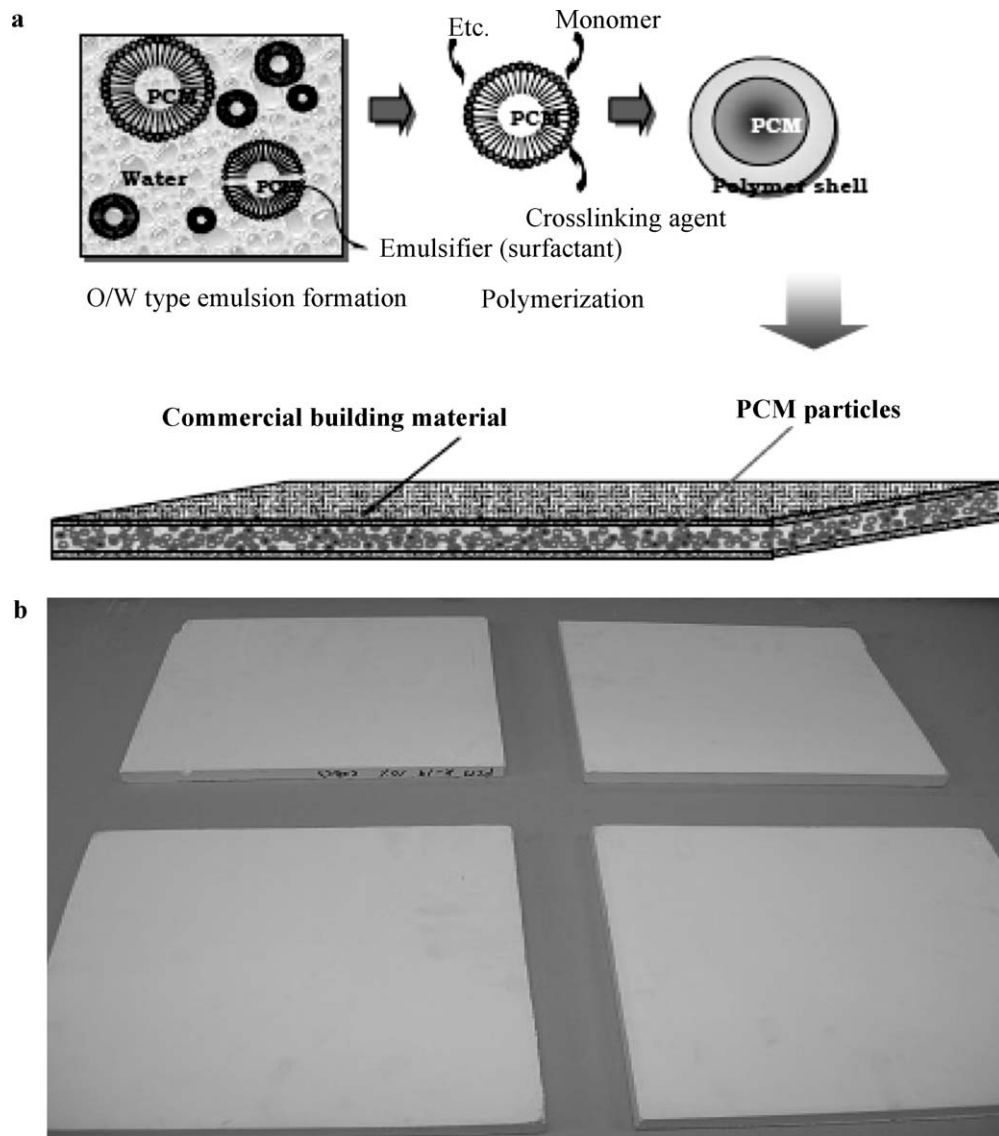 a
Etc.
Monomer
PCM
PCM
PCM
Water
PCM
Polymer shell
Crosslinking agent
Emulsifier (surfactant)
O/W type emulsion formation
Polymerization
Commercial building material
PCM particles
b
PCM